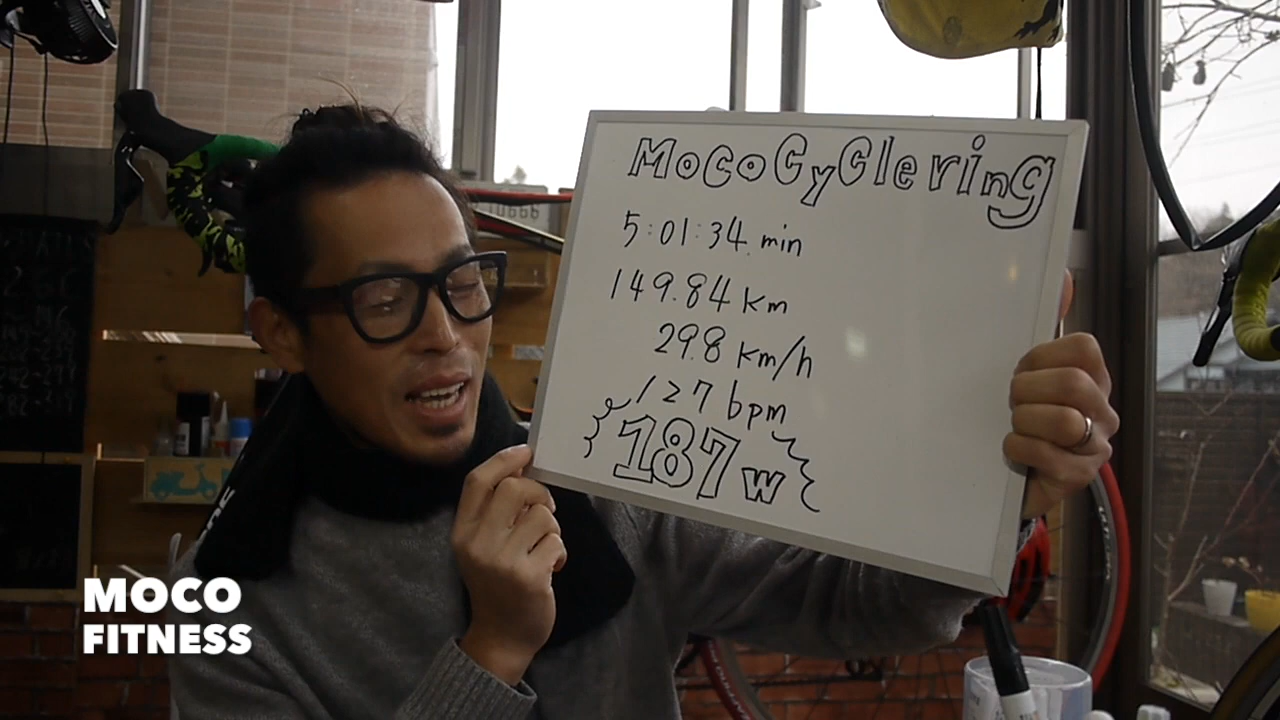 MocoCyClering
5:01:34.min
149.84 km
29.8 km/h
127 bpm
187 w
MOCO
FITNESS